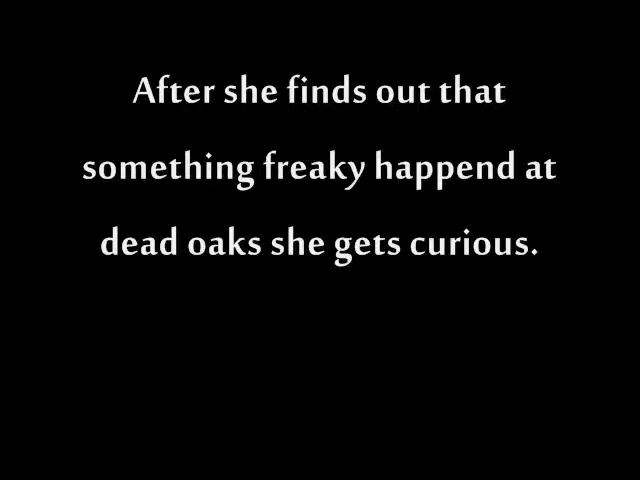 After she finds out that
something freaky happend at
dead oaks she gets curious.